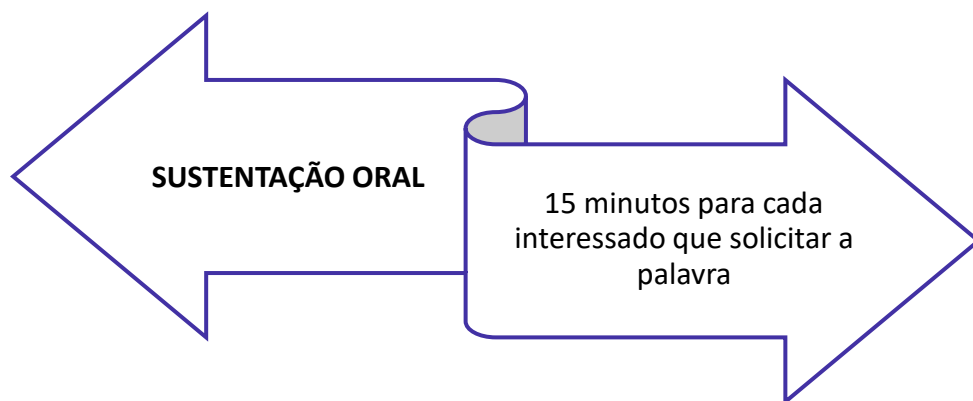 SUSTENTAÇÃO ORAL
15 minutos para cada
interessado que solicitar a
palavra